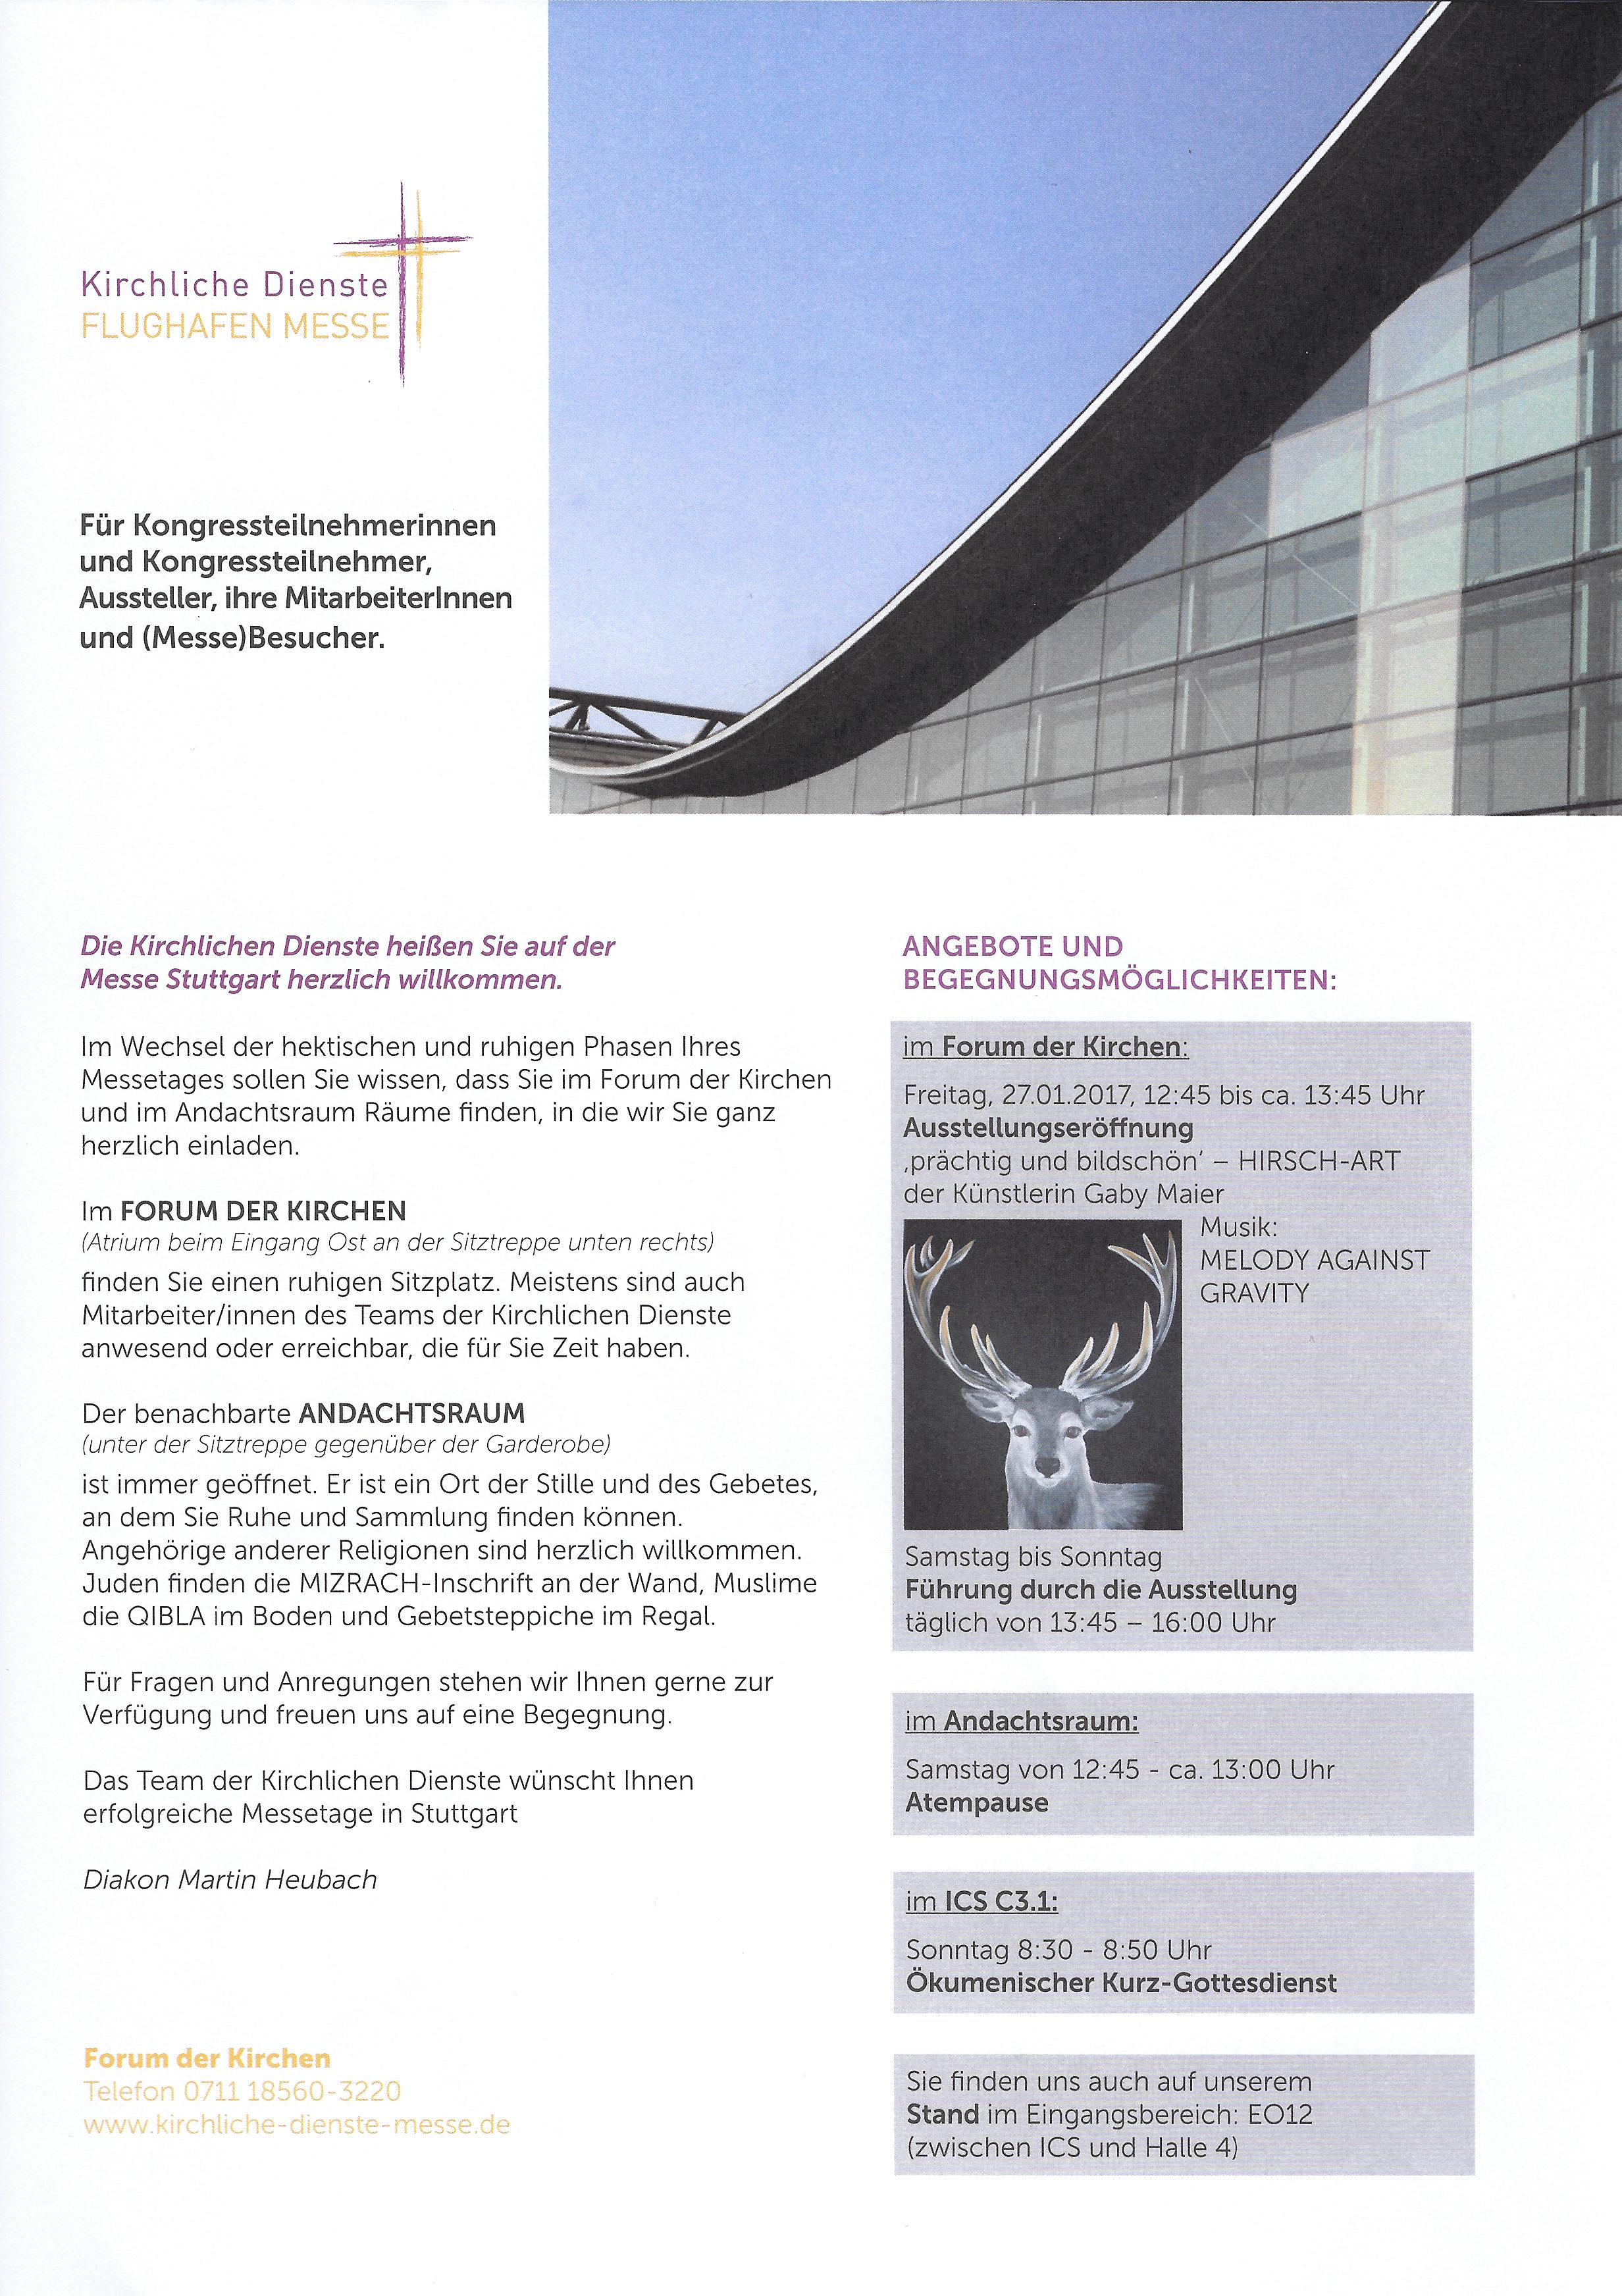 Kirchliche Dienste
FLUGHAFEN MESSE
Für Kongressteilnehmerinnen
und Kongressteilnehmer,
Aussteller, ihre MitarbeiterInnen
und (Messe)Besucher.
Die Kirchlichen Dienste heißen Sie auf der
Messe Stuttgart herzlich willkommen.
Im Wechsel der hektischen und ruhigen Phasen Ihres
Messetages sollen Sie wissen, dass Sie im Forum der Kirchen
und im Andachtsraum Räume finden, in die wir Sie ganz
herzlich einladen.
Im FORUM DER KIRCHEN
(Atrium beim Eingang Ost an der Sitztreppe unten rechts)
finden Sie einen ruhigen Sitzplatz. Meistens sind auch
Mitarbeiter/innen des Teams der Kirchlichen Dienste
anwesend oder erreichbar, die für Sie Zeit haben.
Der benachbarte ANDACHTSRAUM
(unter der Sitztreppe gegenüber der Garderobe)
ist immer geöffnet. Er ist ein Ort der Stille und des Gebetes,
an dem Sie Ruhe und Sammlung finden können.
Angehörige anderer Religionen sind herzlich willkommen.
Juden finden die MIZRACH-Inschrift an der Wand, Muslime
die QIBLA im Boden und Gebetsteppiche im Regal.
Für Fragen und Anregungen stehen wir Ihnen gerne zur
Verfügung und freuen uns auf eine Begegnung.
Das Team der Kirchlichen Dienste wünscht Ihnen
erfolgreiche Messetage in Stuttgart
Diakon Martin Heubach
Forum der Kirchen
Telefon 0711 18560-3220
www.kirchliche-dienste-messe.de
ANGEBOTE UND
BEGEGNUNGSMÖGLICHKEITEN:
im Forum der Kirchen:
Freitag, 27.01.2017, 12:45 bis ca. 13:45 Uhr
Ausstellungseröffnung
‚prächtig und bildschön‘ – HIRSCH-ART
der Künstlerin Gaby Maier
Musik:
MELODY AGAINST
GRAVITY
Samstag bis Sonntag
Führung durch die Ausstellung
täglich von 13:45 – 16:00 Uhr
im Andachtsraum:
Samstag von 12:45 - ca. 13:00 Uhr
Atempause
im ICS C3.1:
Sonntag 8:30 - 8:50 Uhr
Ökumenischer Kurz-Gottesdienst
Sie finden uns auch auf unserem
Stand im Eingangsbereich: EO12
(zwischen ICS und Halle 4)